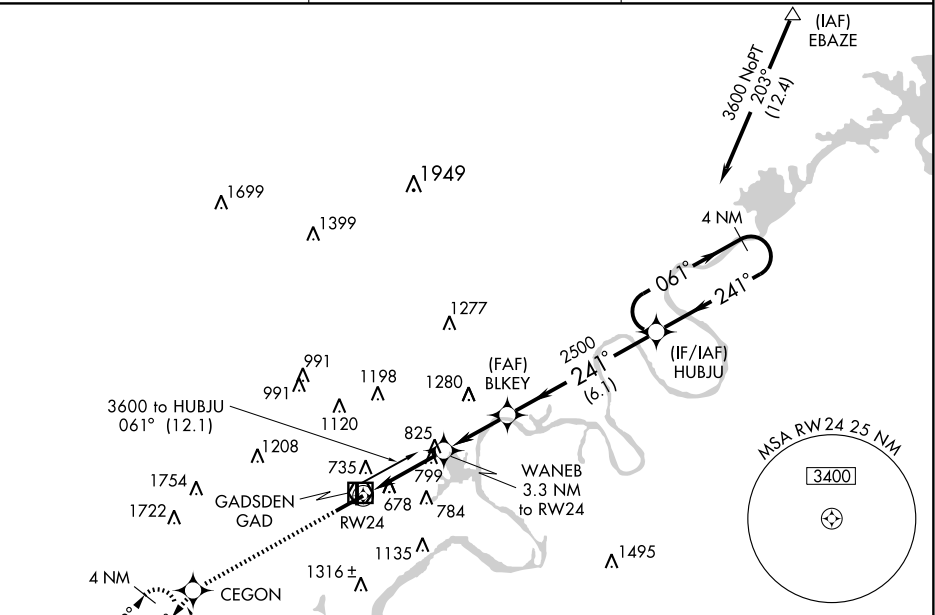 (IAF)
EBAZE
3600 NoPT
203°
(12.4)
1949
1699
1399
4 NM
061°
241°
1277
2500
241°
(6.1)
(IF/IAF)
HUBJU
(FAF)
BLKEY
991
991
1198
1280
3600 to HUBJU
061° (12.1)
1120
825
1208
735
799
WANEB
3.3 NM
to RW24
MSA RW24 25 NM
3400
1754
GADSDEN
GAD
678
784
1722
RW24
1135
1495
1316 ±
4 NM
CEGON